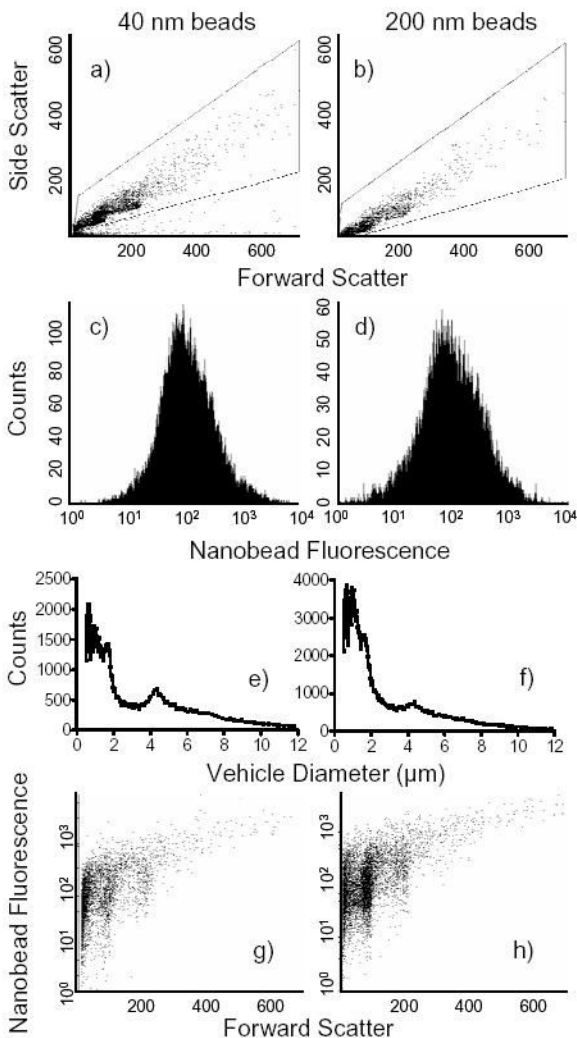 40 nm beads 200 nm beads
Side Scatter
600
400
200
a)
200 400 600
600
400
200
b)
200 400 600
Forward Scatter
Counts
100
80
60
40
20
0
c)
10⁰ 10¹ 10² 10³ 10⁴
60
50
40
30
20
10
0
d)
10⁰ 10¹ 10² 10³ 10⁴
Nanobead Fluorescence
Counts
2500
2000
1500
1000
500
0
e)
0 2 4 6 8 10 12
4000
3000
2000
1000
0
f)
0 2 4 6 8 10 12
Vehicle Diameter (µm)
Nanobead Fluorescence
10³
10²
10¹
10⁰
g)
200 400 600
10³
10²
10¹
10⁰
h)
200 400 600
Forward Scatter